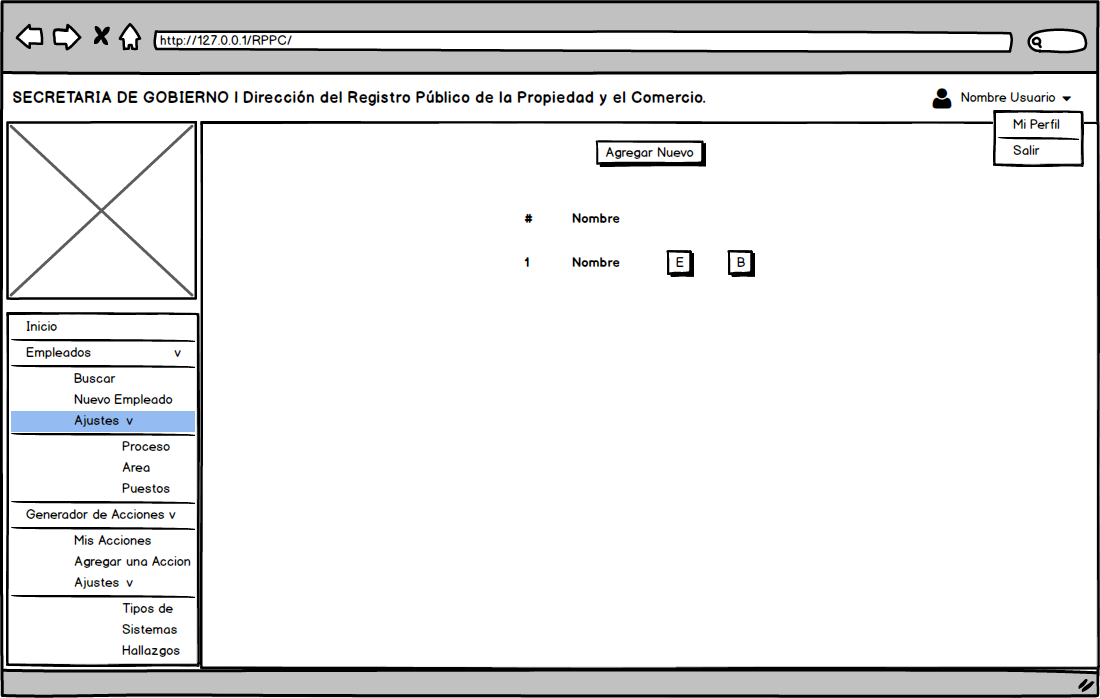 http://127.0.0.1/RPPC/
SECRETARIA DE GOBIERNO I Dirección del Registro Público de la Propiedad y el Comercio.
Nombre Usuario
Mi Perfil
Salir
Agregar Nuevo
# Nombre
1 Nombre E B
Inicio
Empleados v
Buscar
Nuevo Empleado
Ajustes v
Proceso
Area
Puestos
Generador de Acciones v
Mis Acciones
Agregar una Accion
Ajustes v
Tipos de
Sistemas
Hallazgos